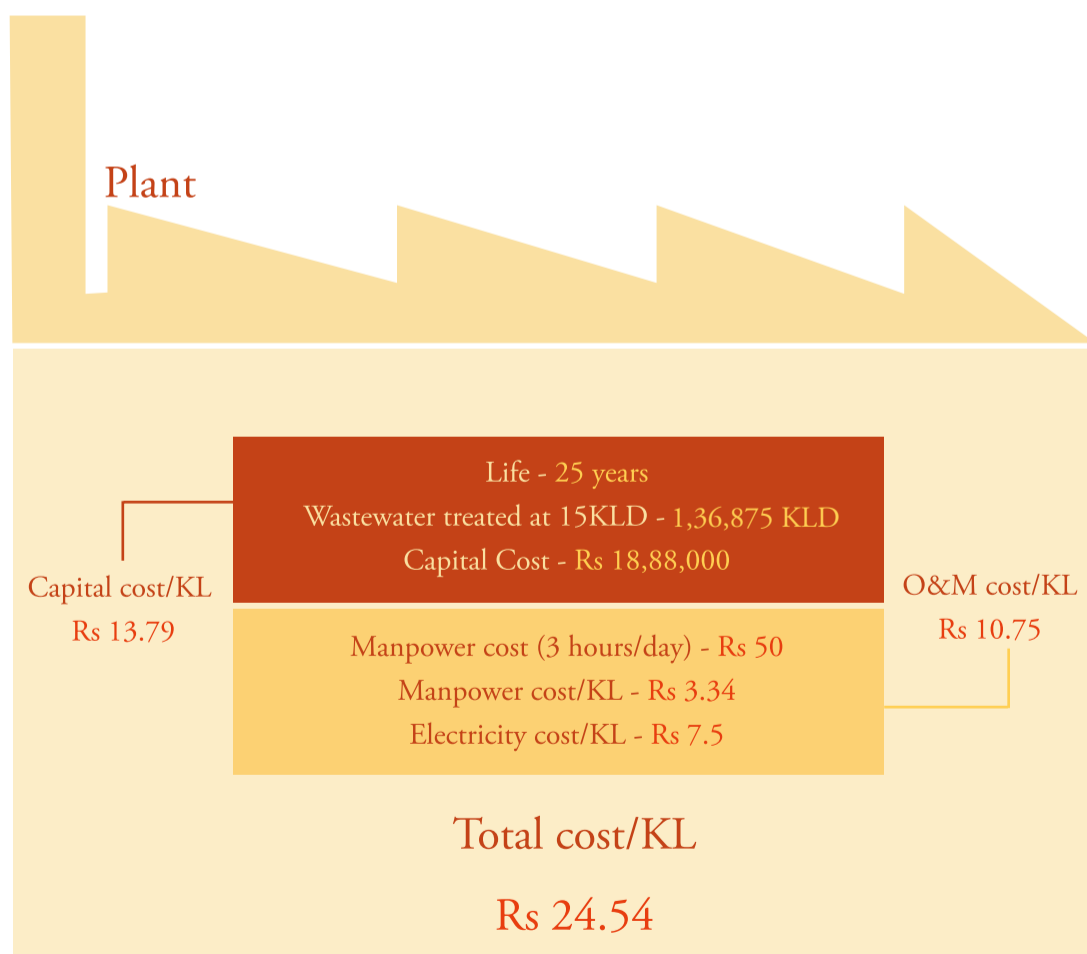 Plant
Life - 25 years
Wastewater treated at 15KLD - 1,36,875 KLD
Capital Cost - Rs 18,88,000
Capital cost/KL
Rs 13.79
O&M cost/KL
Rs 10.75
Manpower cost (3 hours/day) - Rs 50
Manpower cost/KL - Rs 3.34
Electricity cost/KL - Rs 7.5
Total cost/KL
Rs 24.54